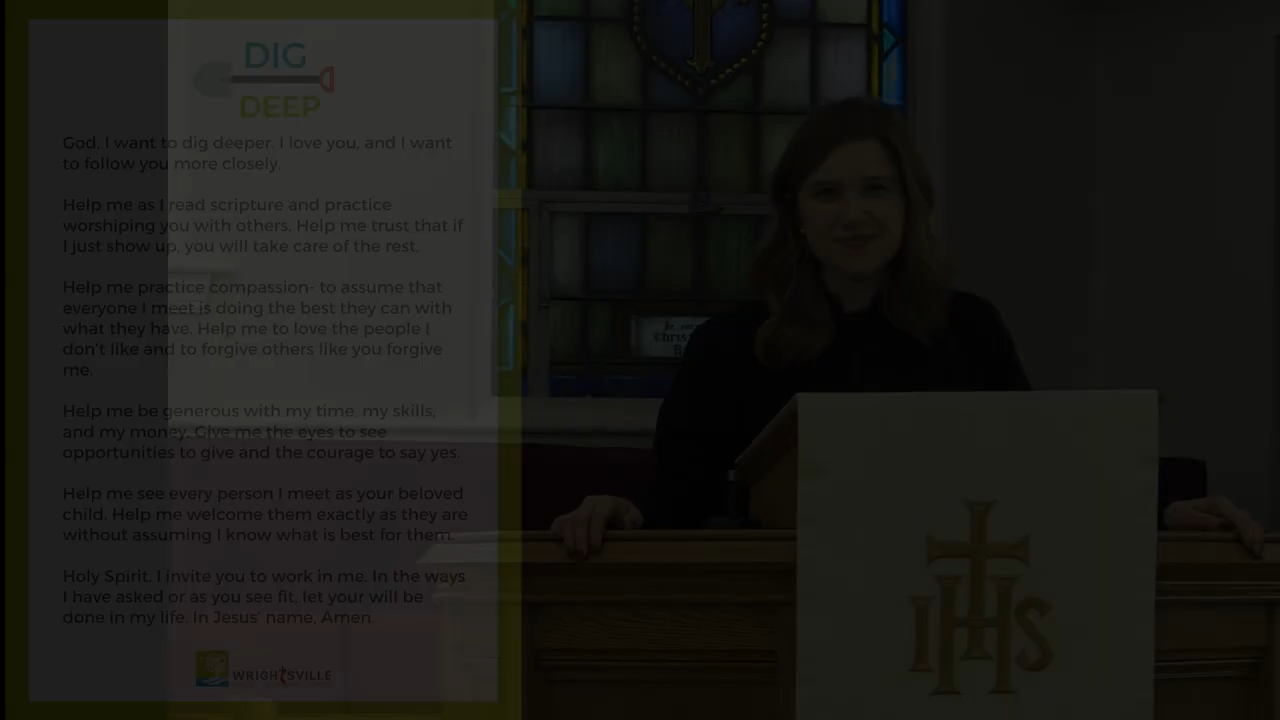 DIG
DEEP
God, I want to dig deeper. I love you, and I want
to follow you more closely.
Help me as I read scripture and practice
worshiping you with others. Help me trust that if
I just show up, you will take care of the rest.
Help me practice compassion- to assume that
everyone I meet is doing the best they can with
what they have. Help me to love the people I
don't like and to forgive others like you forgive
me.
Help me be generous with my time, my skills,
and my money. Give me the eyes to see
opportunities to give and the courage to say yes.
Help me see every person I meet as your beloved
child. Help me welcome them exactly as they are
without assuming I know what is best for them.
Holy Spirit, I invite you to work in me. In the ways
I have asked or as you see fit, let your will be
done in my life. In Jesus' name, Amen.
WRIGHTSVILLE
IHS